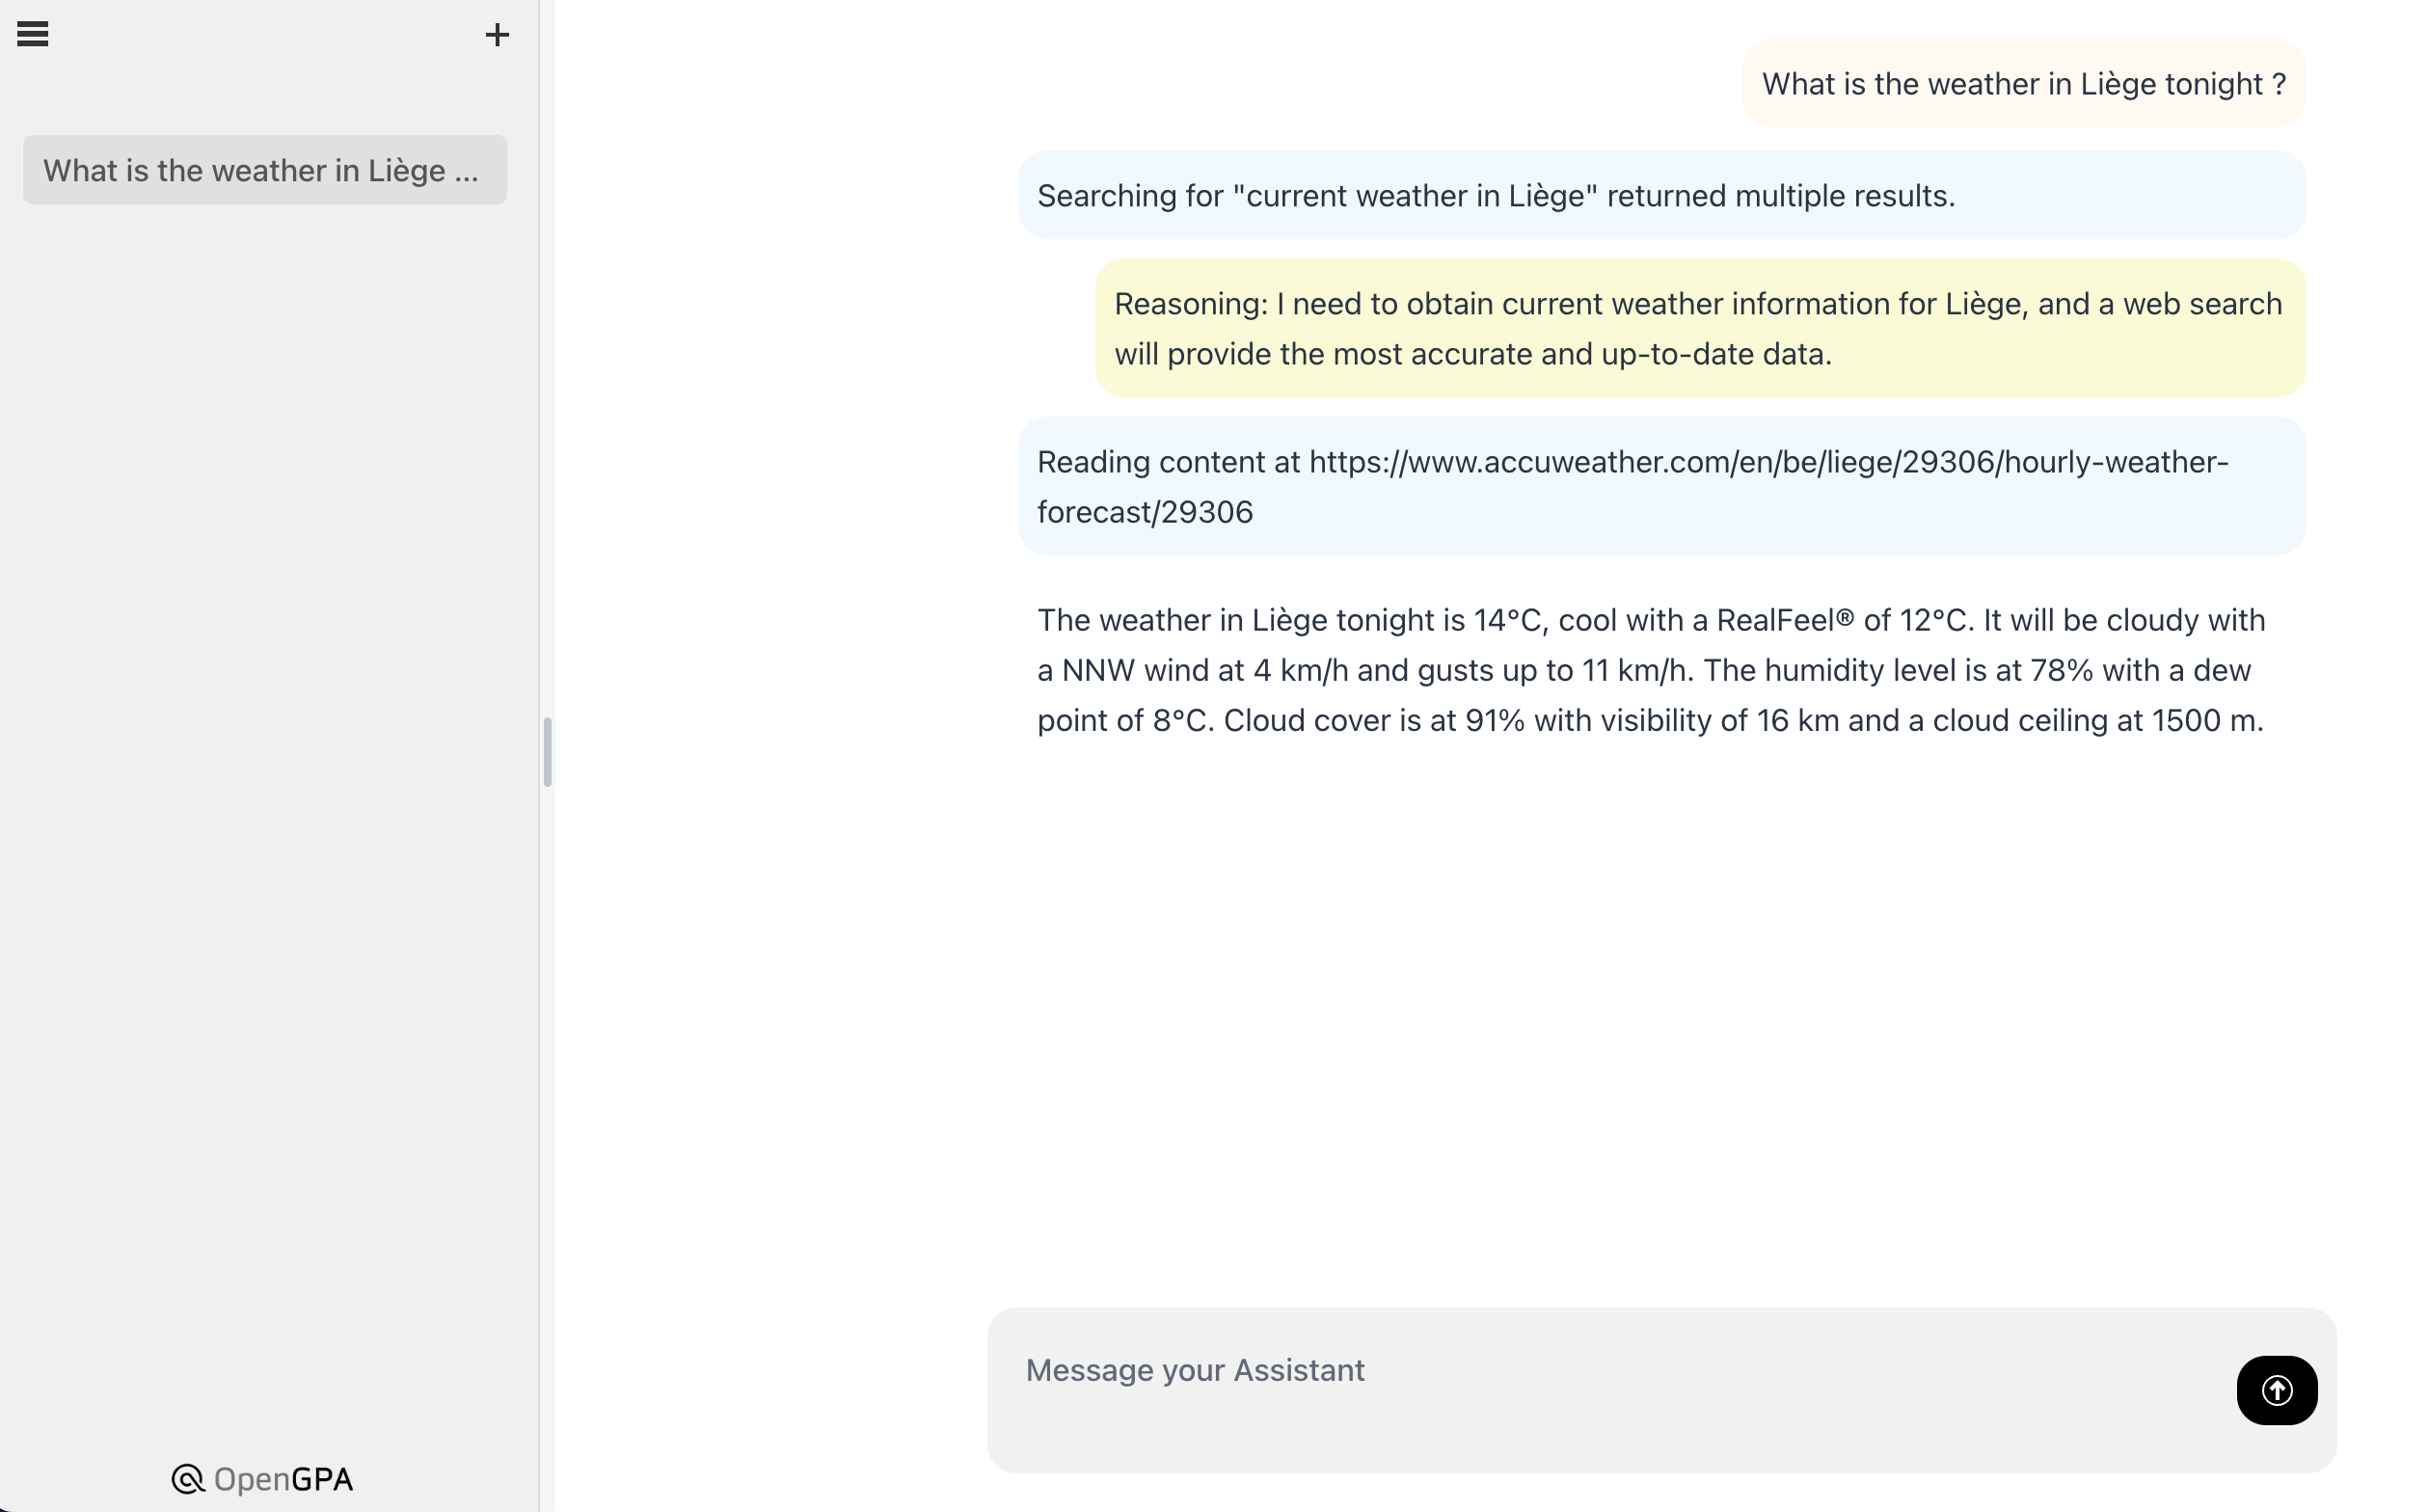 What is the weather in Liège ...
OpenGPA
What is the weather in Liège tonight ?
Searching for "current weather in Liège" returned multiple results.
Reasoning: I need to obtain current weather information for Liège, and a web search
will provide the most accurate and up-to-date data.
Reading content at https://www.accuweather.com/en/be/liege/29306/hourly-weather-
forecast/29306
The weather in Liège tonight is 14°C, cool with a RealFeel® of 12°C. It will be cloudy with
a NNW wind at 4 km/h and gusts up to 11 km/h. The humidity level is at 78% with a dew
point of 8°C. Cloud cover is at 91% with visibility of 16 km and a cloud ceiling at 1500 m.
Message your Assistant